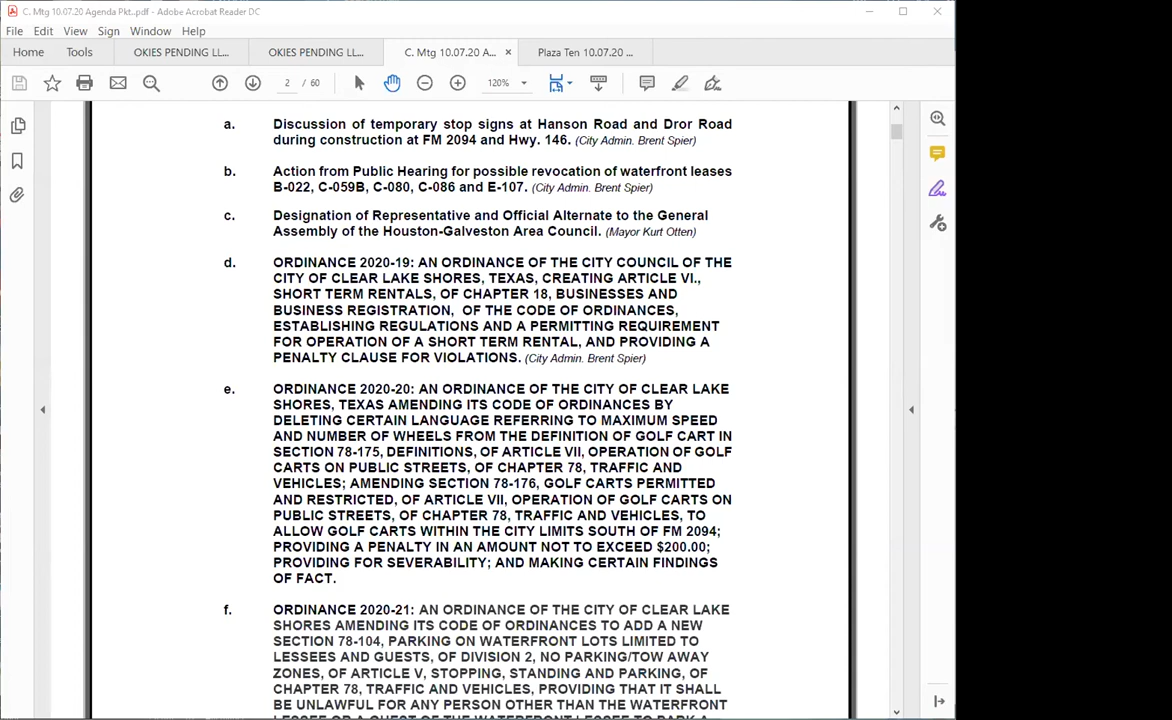 C. Mtg 10.07.20 Agenda Pkt..pdf - Adobe Acrobat Reader DC
File Edit View Sign Window Help
Home Tools OKIES PENDING LL... OKIES PENDING LL... C. Mtg 10.07.20 A... × Plaza Ten 10.07.20 ...
2 / 60 120%
a. Discussion of temporary stop signs at Hanson Road and Dror Road
during construction at FM 2094 and Hwy. 146. (City Admin. Brent Spier)
b. Action from Public Hearing for possible revocation of waterfront leases
B-022, C-059B, C-080, C-086 and E-107. (City Admin. Brent Spier)
c. Designation of Representative and Official Alternate to the General
Assembly of the Houston-Galveston Area Council. (Mayor Kurt Otten)
d. ORDINANCE 2020-19: AN ORDINANCE OF THE CITY COUNCIL OF THE
CITY OF CLEAR LAKE SHORES, TEXAS, CREATING ARTICLE VI.,
SHORT TERM RENTALS, OF CHAPTER 18, BUSINESSES AND
BUSINESS REGISTRATION, OF THE CODE OF ORDINANCES,
ESTABLISHING REGULATIONS AND A PERMITTING REQUIREMENT
FOR OPERATION OF A SHORT TERM RENTAL, AND PROVIDING A
PENALTY CLAUSE FOR VIOLATIONS. (City Admin. Brent Spier)
e. ORDINANCE 2020-20: AN ORDINANCE OF THE CITY OF CLEAR LAKE
SHORES, TEXAS AMENDING ITS CODE OF ORDINANCES BY
DELETING CERTAIN LANGUAGE REFERRING TO MAXIMUM SPEED
AND NUMBER OF WHEELS FROM THE DEFINITION OF GOLF CART IN
SECTION 78-175, DEFINITIONS, OF ARTICLE VII, OPERATION OF GOLF
CARTS ON PUBLIC STREETS, OF CHAPTER 78, TRAFFIC AND
VEHICLES; AMENDING SECTION 78-176, GOLF CARTS PERMITTED
AND RESTRICTED, OF ARTICLE VII, OPERATION OF GOLF CARTS ON
PUBLIC STREETS, OF CHAPTER 78, TRAFFIC AND VEHICLES, TO
ALLOW GOLF CARTS WITHIN THE CITY LIMITS SOUTH OF FM 2094;
PROVIDING A PENALTY IN AN AMOUNT NOT TO EXCEED $200.00;
PROVIDING FOR SEVERABILITY; AND MAKING CERTAIN FINDINGS
OF FACT.
f. ORDINANCE 2020-21: AN ORDINANCE OF THE CITY OF CLEAR LAKE
SHORES AMENDING ITS CODE OF ORDINANCES TO ADD A NEW
SECTION 78-104, PARKING ON WATERFRONT LOTS LIMITED TO
LESSEES AND GUESTS, OF DIVISION 2, NO PARKING/TOW AWAY
ZONES, OF ARTICLE V, STOPPING, STANDING AND PARKING, OF
CHAPTER 78, TRAFFIC AND VEHICLES, PROVIDING THAT IT SHALL
BE UNLAWFUL FOR ANY PERSON OTHER THAN THE WATERFRONT
LESSEE OR A GUEST OF THE WATERFRONT LESSEE TO PARK A